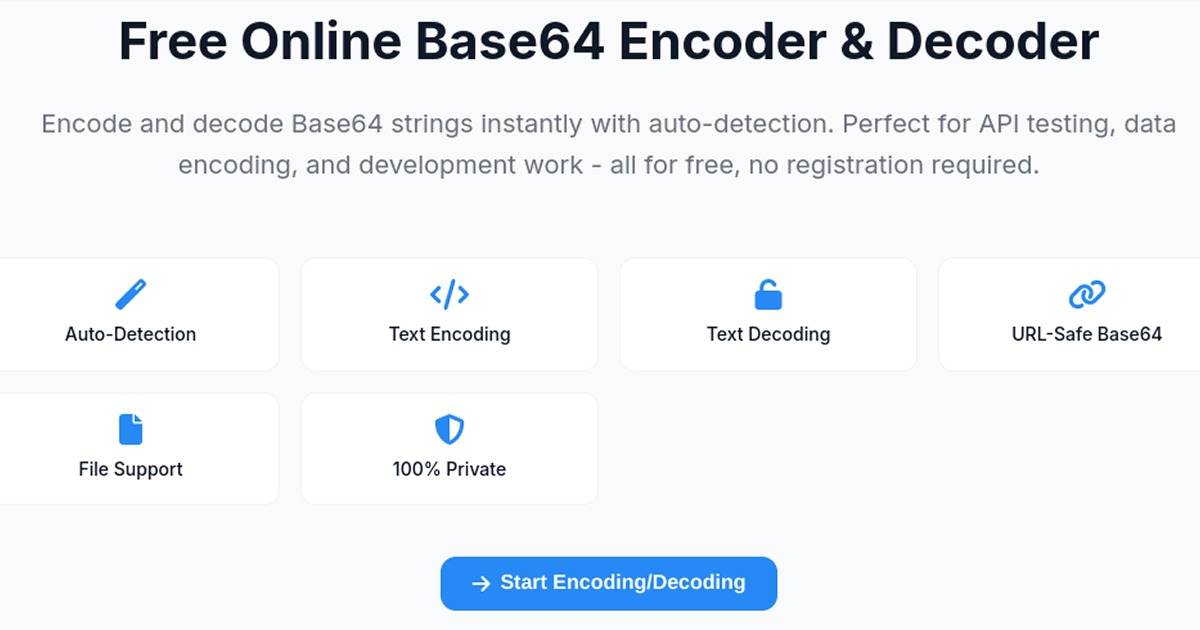 Free Online Base64 Encoder & Decoder
Encode and decode Base64 strings instantly with auto-detection. Perfect for API testing, data
encoding, and development work - all for free, no registration required.
Auto-Detection
Text Encoding
Text Decoding
URL-Safe Base64
File Support
100% Private
Start Encoding/Decoding